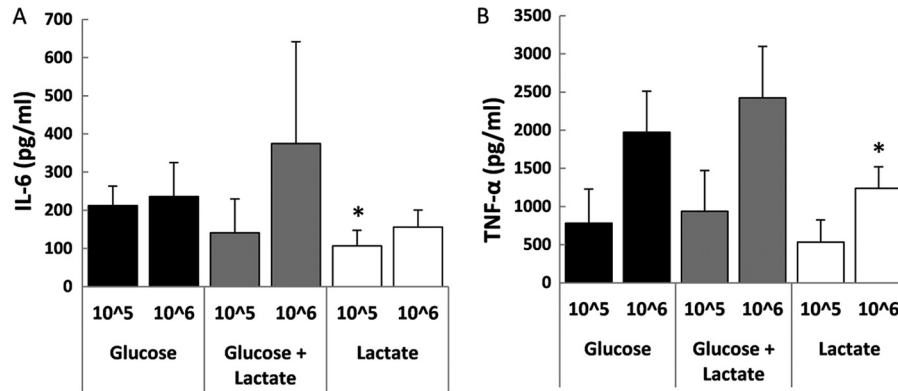 A
IL-6 (pg/ml)
700
600
500
400
300
200
100
0
*
10^5 10^6 10^5 10^6 10^5 10^6
Glucose Glucose + Lactate
Lactate
B
TNF-α (pg/ml)
3500
3000
2500
2000
1500
1000
500
0
*
10^5 10^6 10^5 10^6 10^5 10^6
Glucose Glucose + Lactate
Lactate